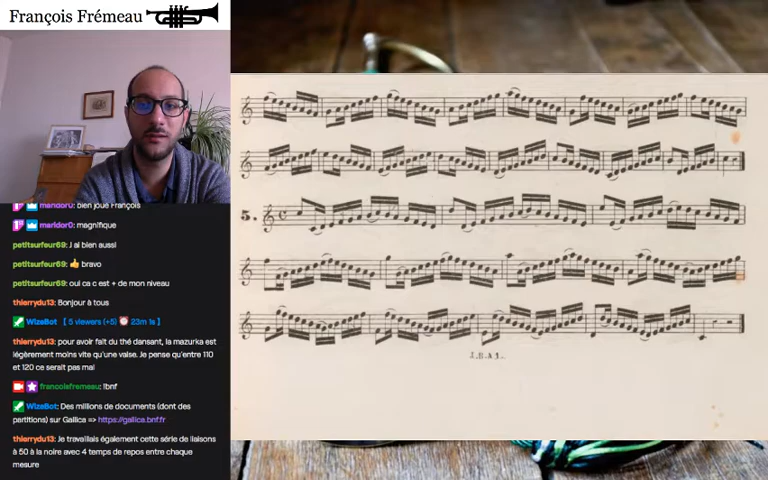 François Frémeau
maridor0: bien joué François
maridor0: magnifique
petitsurfeur69: J ai bien aussi
petitsurfeur69: 👍 bravo
petitsurfeur69: oui ca c est + de mon niveau
thierrydu13: Bonjour à tous
WizeBot: [ 5 viewers (+5) ⏰ 23m 1s ]
thierrydu13: pour avoir fait du thé dansant, la mazurka est
légèrement moins vite qu'une valse. Je pense qu'entre 110
et 120 ce serait pas mal
francoisfremeau: !bnf
WizeBot: Des millions de documents (dont des
partitions) sur Gallica => https://gallica.bnf.fr
thierrydu13: Je travaillais également cette série de liaisons
à 50 à la noire avec 4 temps de repos entre chaque
mesure
5.